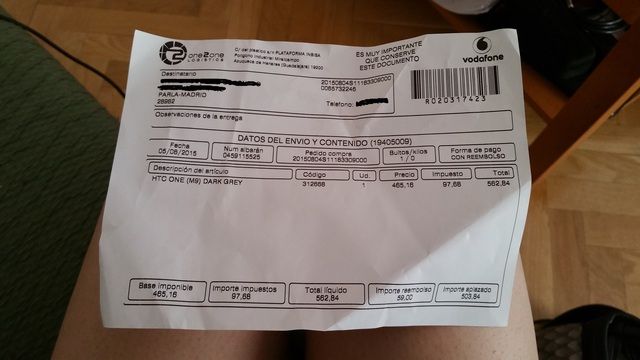 one2one
LOGISTICS
C/ del plástico s/n PLATAFORMA INBISA
Polígono Industrial Miralcampo
Azuqueca de Henares (Guadalajara) 19200
ES MUY IMPORTANTE
QUE CONSERVE
ESTE DOCUMENTO
vodafone
Destinatario
20150804S11163309000
0065732246
PARLA-MADRID
28982
Teléfono:
R020317423
Observaciones de la entrega
DATOS DEL ENVIO Y CONTENIDO (19405009)
Fecha Num albarán Pedido compra Bultos/kilos Forma de pago
05/08/2015 0459115525 20150804S11163309000 1 / 0 CON REEMBOLSO
Descripción del artículo Código Ud. Precio Impuesto Total
HTC ONE (M9) DARK GREY 312668 1 465,16 97,68 562,84
Base imponible Importe impuestos Total líquido Importe reembolso Importe aplazado
465,16 97,68 562,84 59,00 503,84